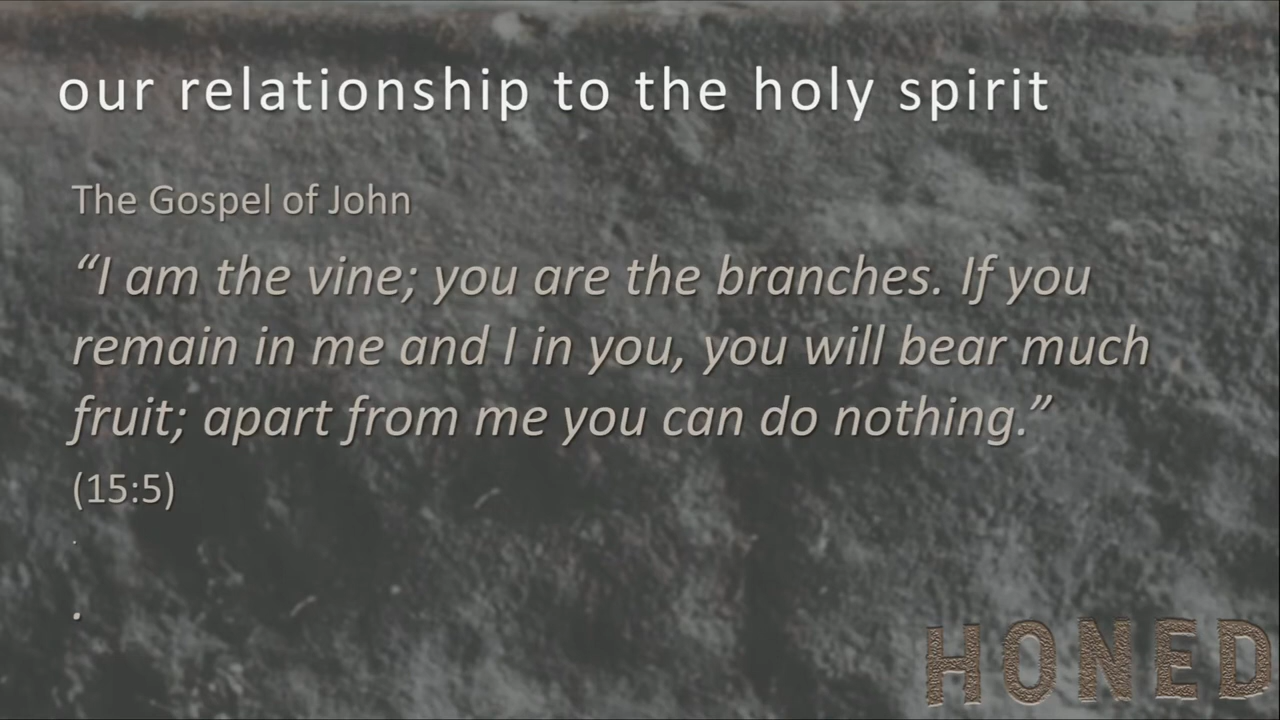 our relationship to the holy spirit
The Gospel of John
“I am the vine; you are the branches. If you
remain in me and I in you, you will bear much
fruit; apart from me you can do nothing.”
(15:5)
.
.
HONED